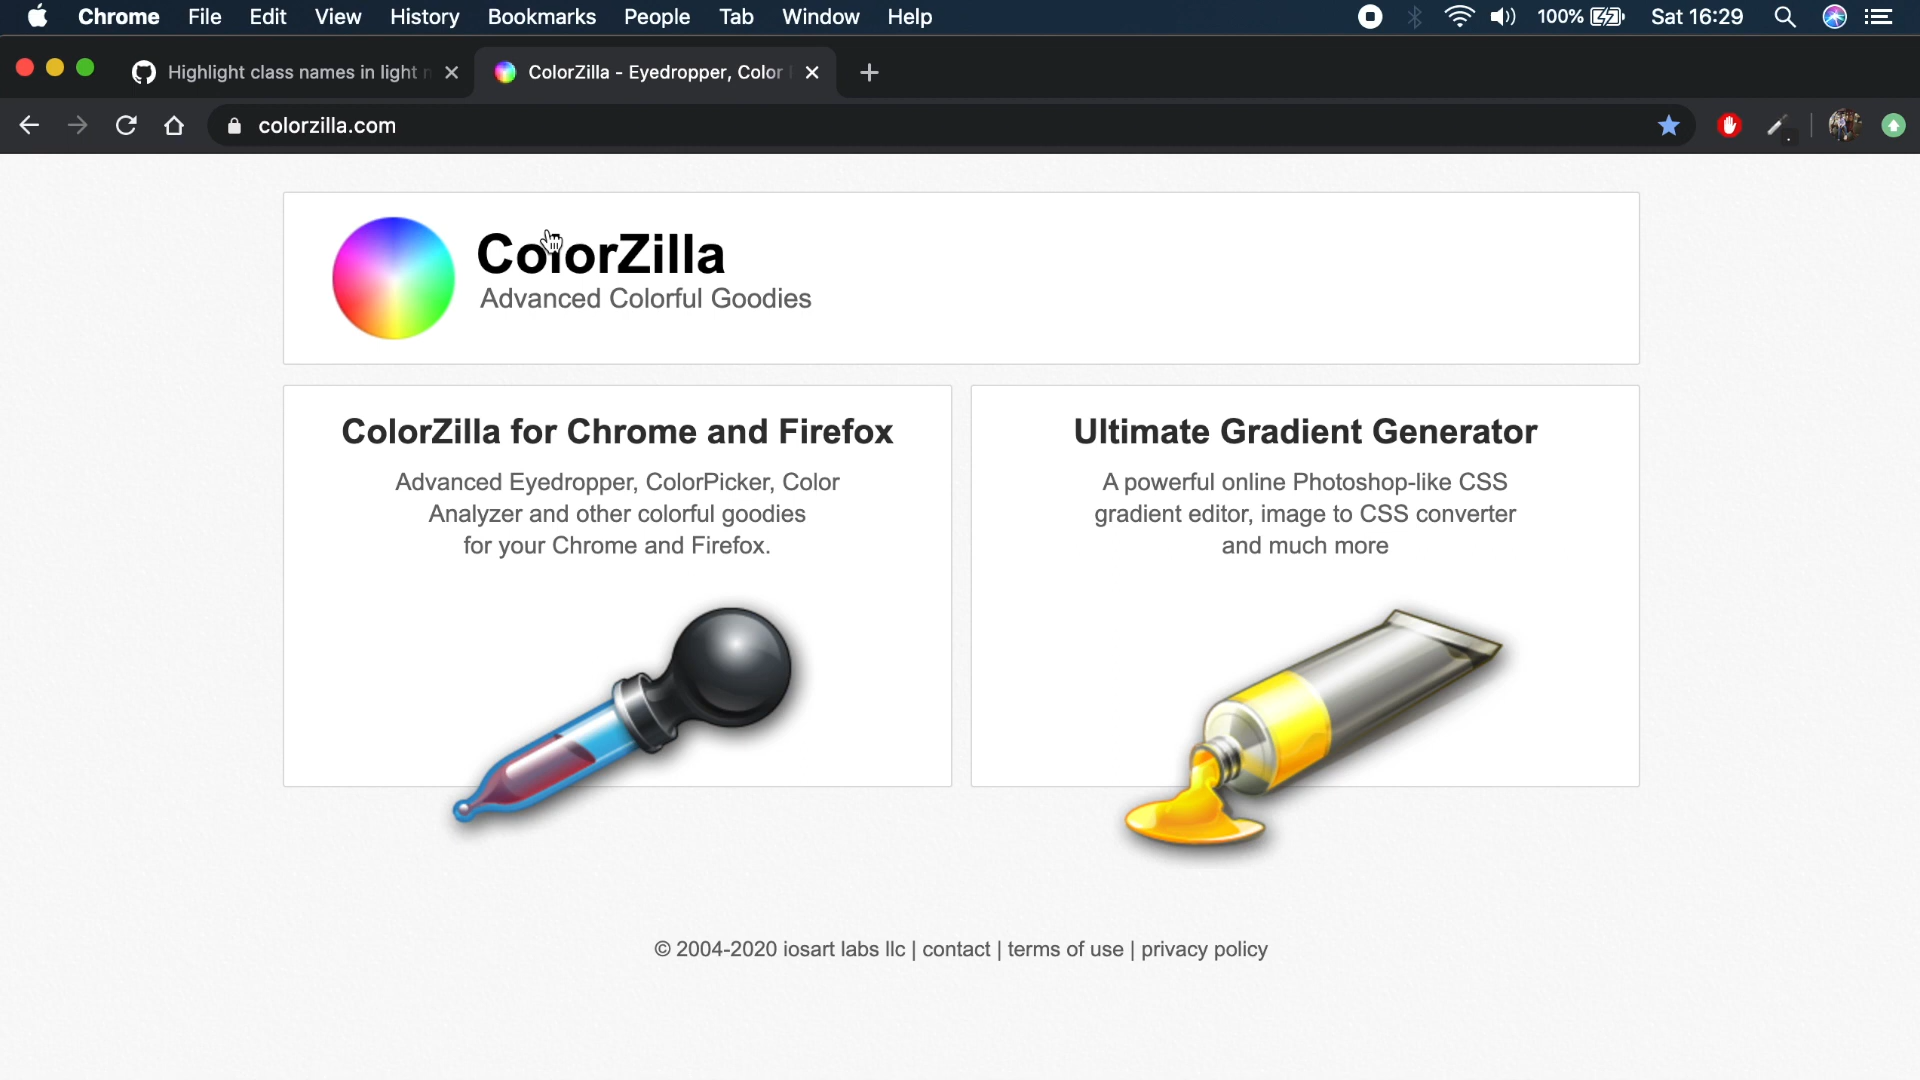 Chrome File Edit View History Bookmarks People Tab Window Help 100% Sat 16:29
Highlight class names in light
ColorZilla - Eyedropper, Color
colorzilla.com
ColorZilla
Advanced Colorful Goodies
ColorZilla for Chrome and Firefox
Advanced Eyedropper, ColorPicker, Color
Analyzer and other colorful goodies
for your Chrome and Firefox.
Ultimate Gradient Generator
A powerful online Photoshop-like CSS
gradient editor, image to CSS converter
and much more
© 2004-2020 iosart labs llc | contact | terms of use | privacy policy